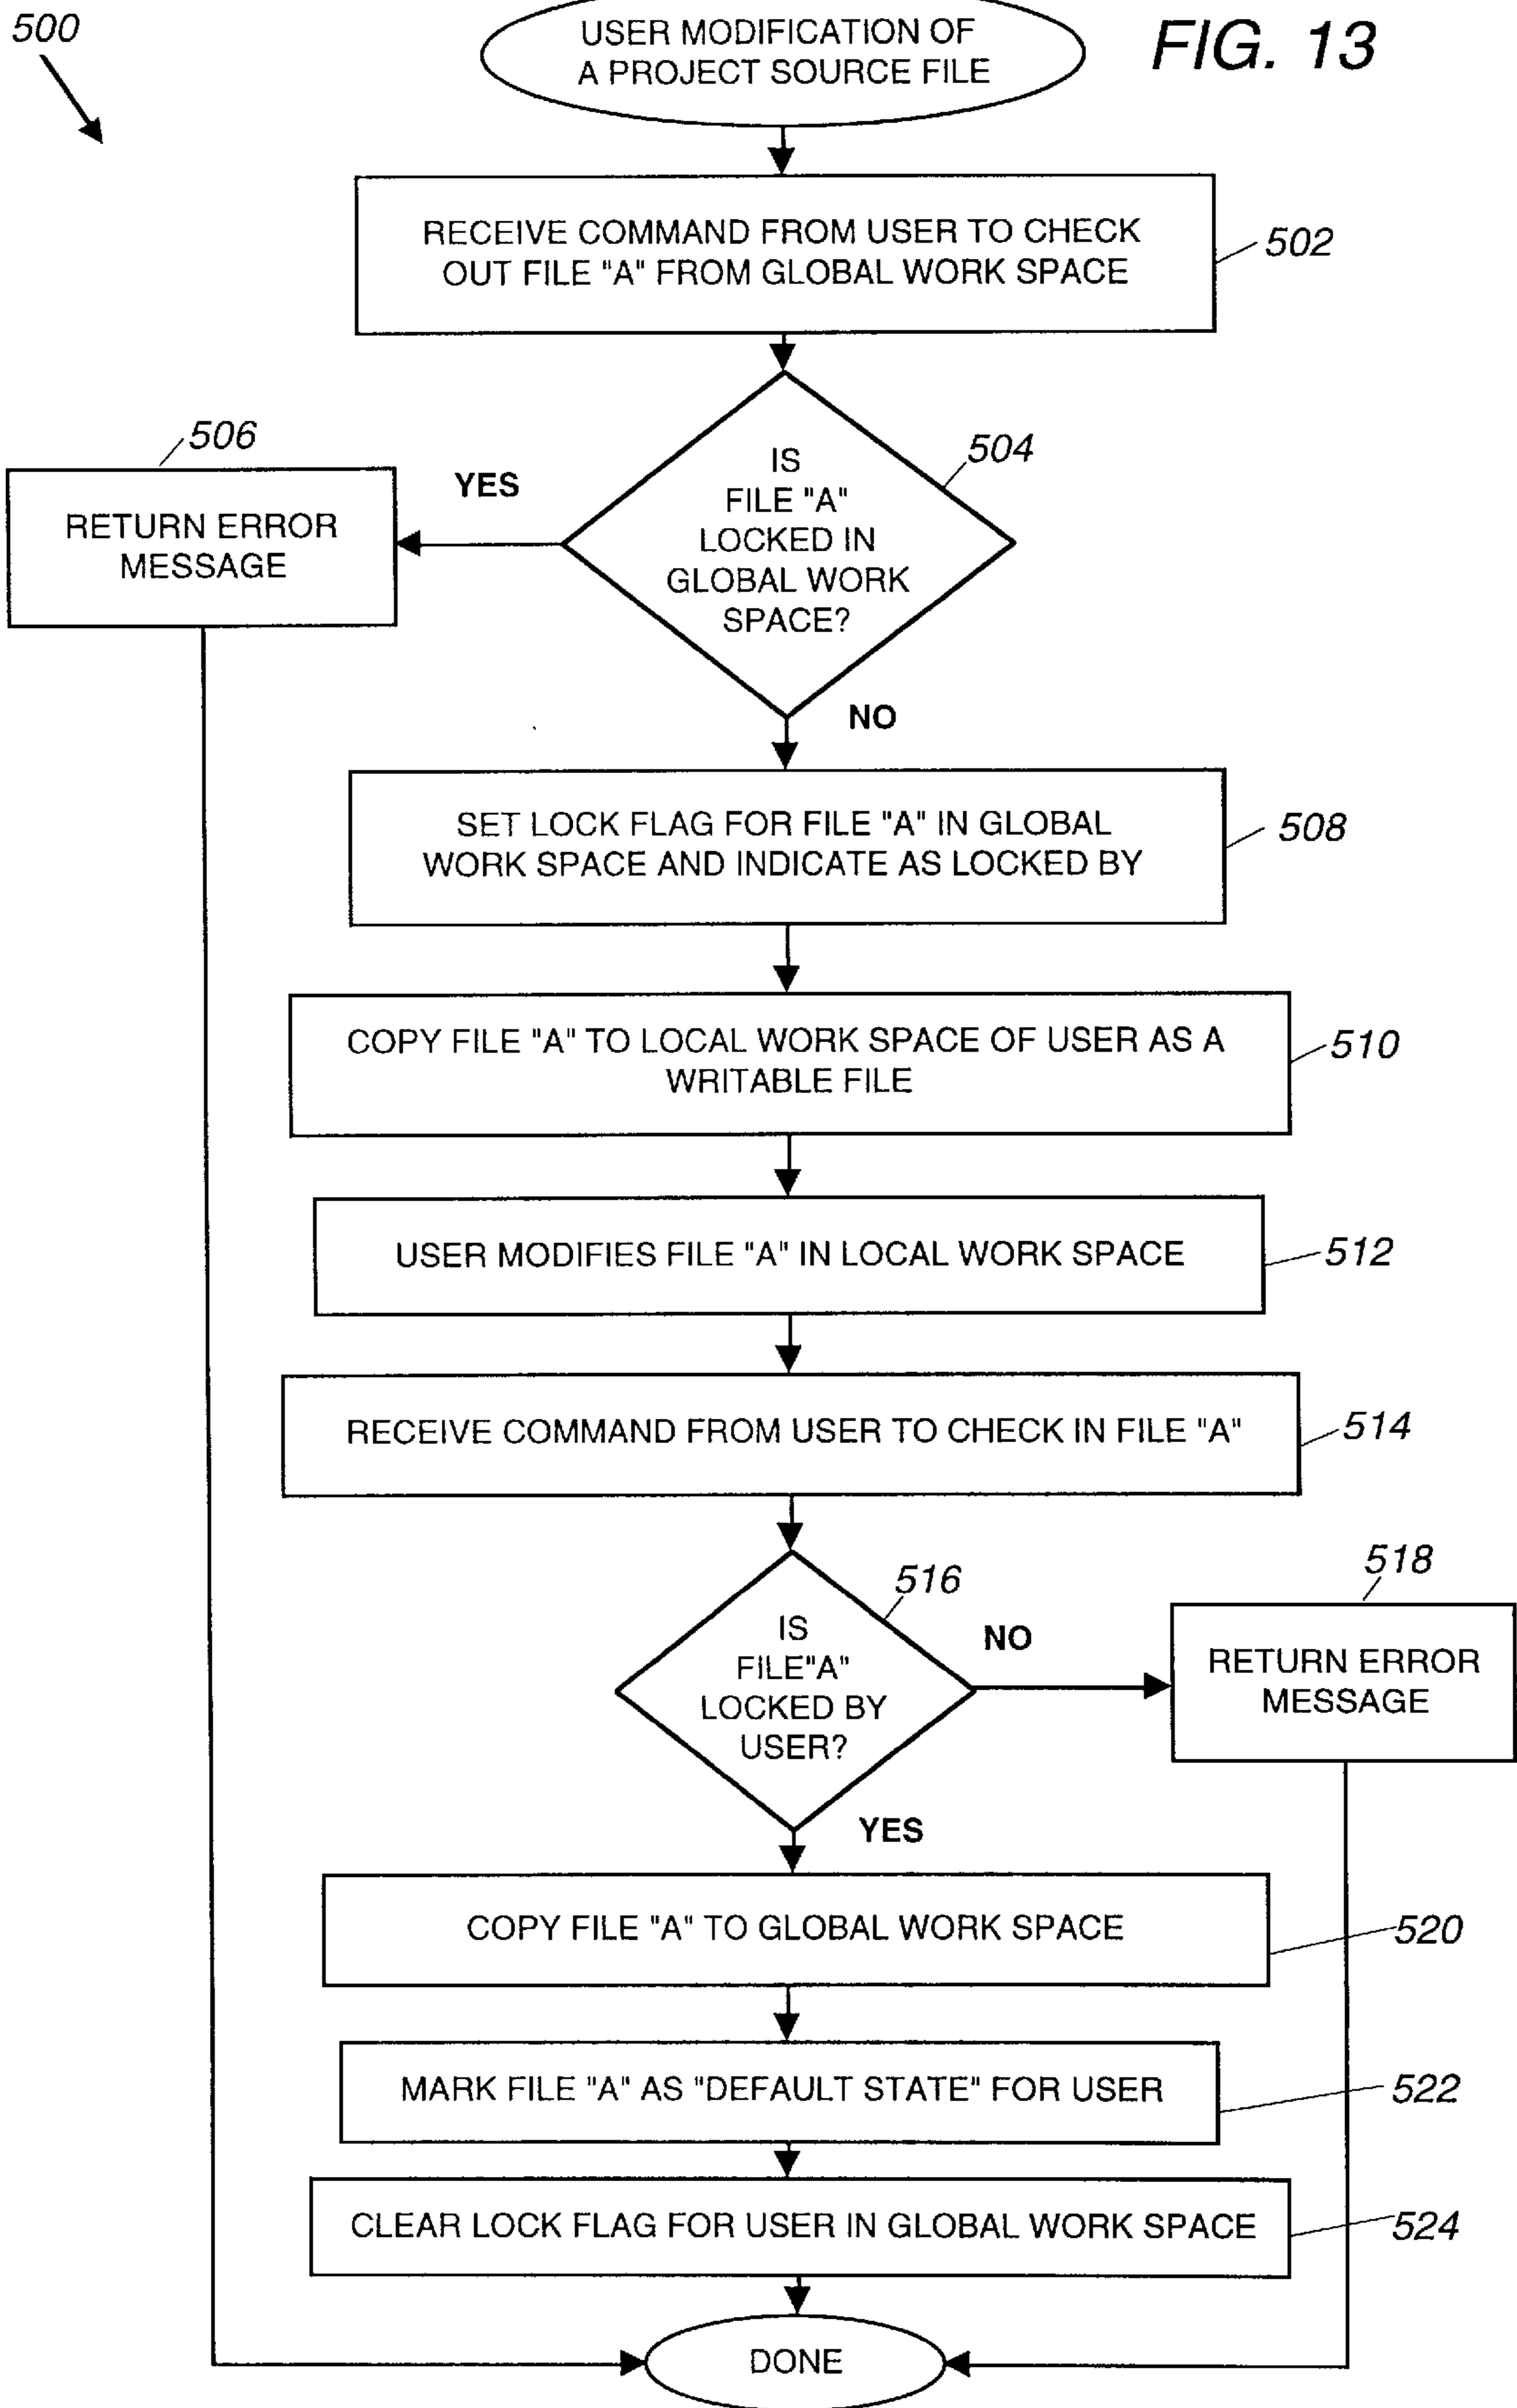 500
USER MODIFICATION OF
A PROJECT SOURCE FILE
FIG. 13
RECEIVE COMMAND FROM USER TO CHECK
OUT FILE "A" FROM GLOBAL WORK SPACE
502
506
RETURN ERROR
MESSAGE
YES
IS
FILE "A"
LOCKED IN
GLOBAL WORK
SPACE?
504
NO
SET LOCK FLAG FOR FILE "A" IN GLOBAL
WORK SPACE AND INDICATE AS LOCKED BY
508
COPY FILE "A" TO LOCAL WORK SPACE OF USER AS A
WRITABLE FILE
510
USER MODIFIES FILE "A" IN LOCAL WORK SPACE
512
RECEIVE COMMAND FROM USER TO CHECK IN FILE "A"
514
IS
FILE"A"
LOCKED BY
USER?
516
NO
518
RETURN ERROR
MESSAGE
YES
COPY FILE "A" TO GLOBAL WORK SPACE
520
MARK FILE "A" AS "DEFAULT STATE" FOR USER
522
CLEAR LOCK FLAG FOR USER IN GLOBAL WORK SPACE
524
DONE